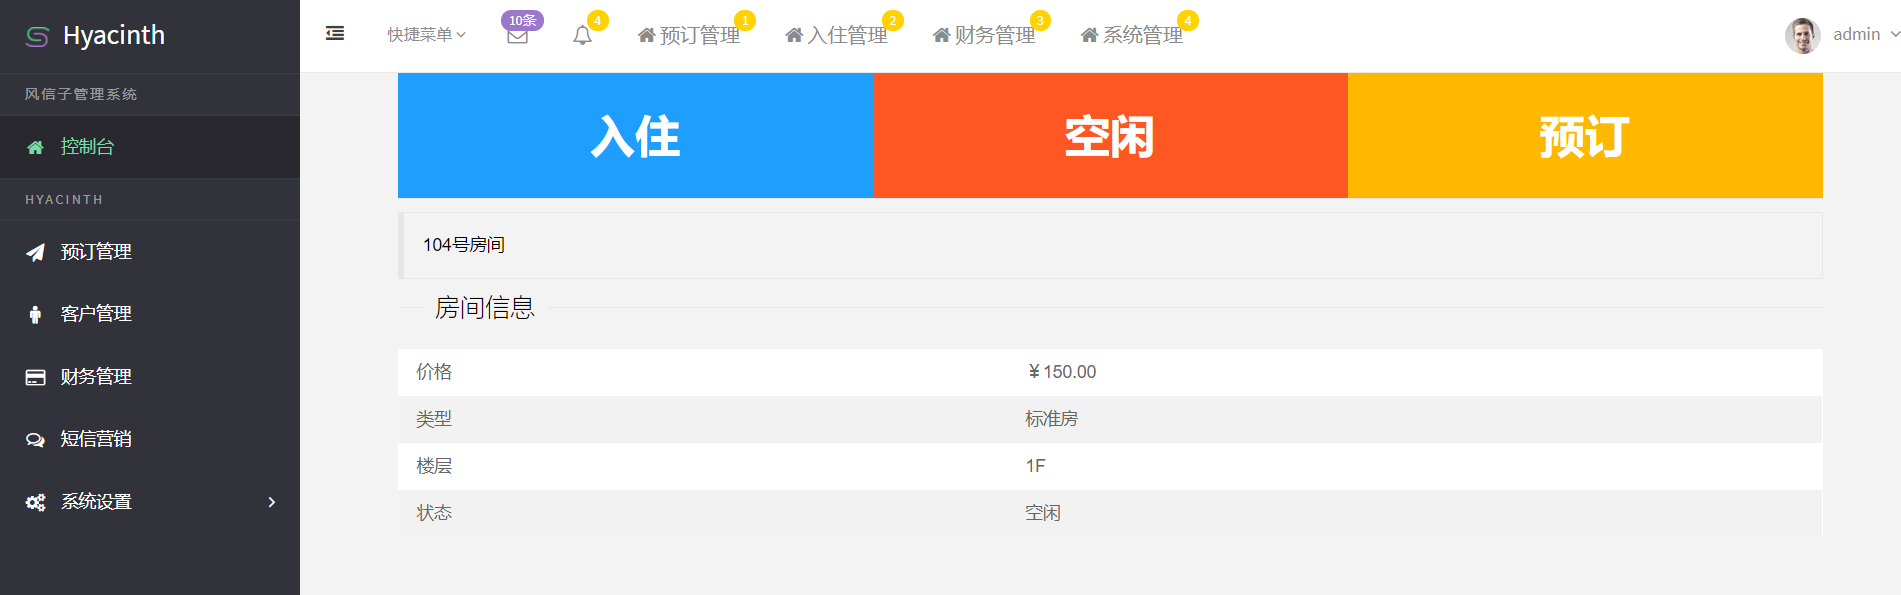 Hyacinth
风信子管理系统
控制台
HYACINTH
预订管理
客户管理
财务管理
短信营销
系统设置
快捷菜单 10条 4 预订管理 1 入住管理 2 财务管理 3 系统管理 4 admin
入住 空闲 预订
104号房间
房间信息
价格 ¥150.00
类型 标准房
楼层 1F
状态 空闲